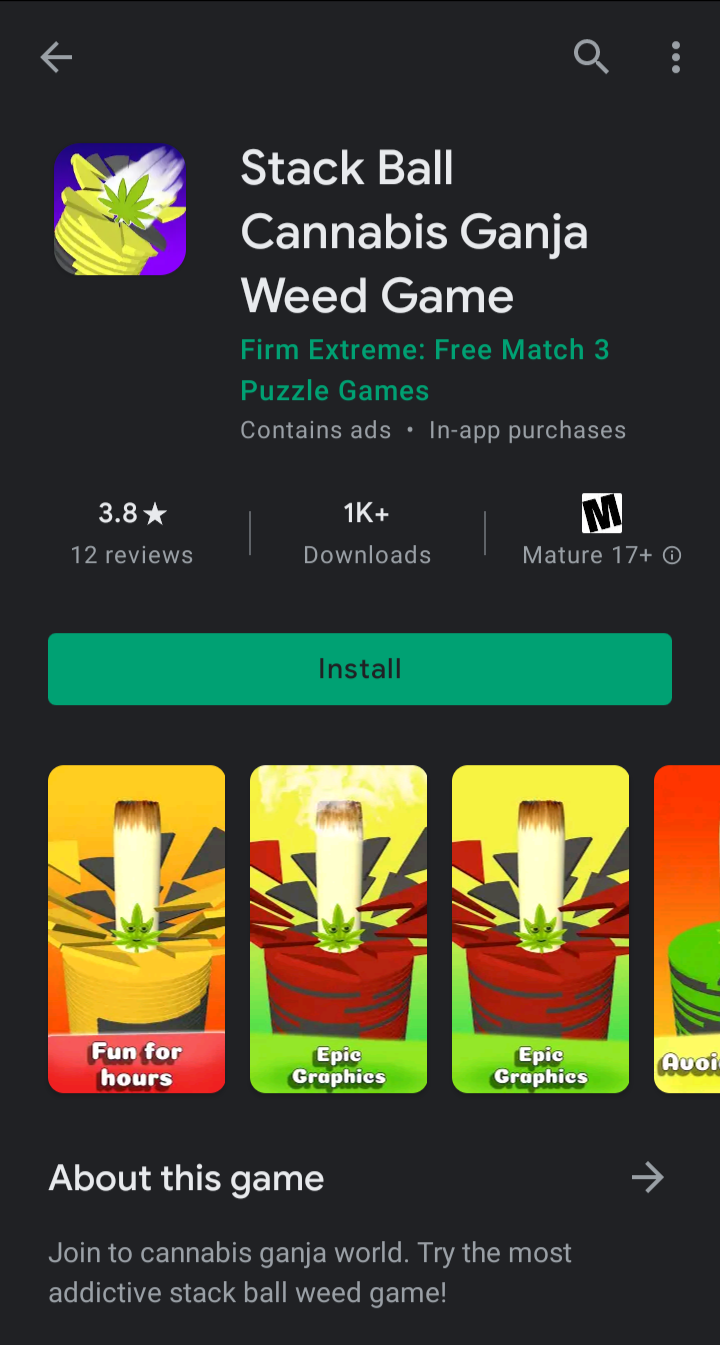 Stack Ball
Cannabis Ganja
Weed Game
Firm Extreme: Free Match 3
Puzzle Games
Contains ads • In-app purchases
3.8★
12 reviews
1K+
Downloads
M
Mature 17+
Install
Fun for
hours
Epic
Graphics
Epic
Graphics
Avoi
About this game
Join to cannabis ganja world. Try the most
addictive stack ball weed game!